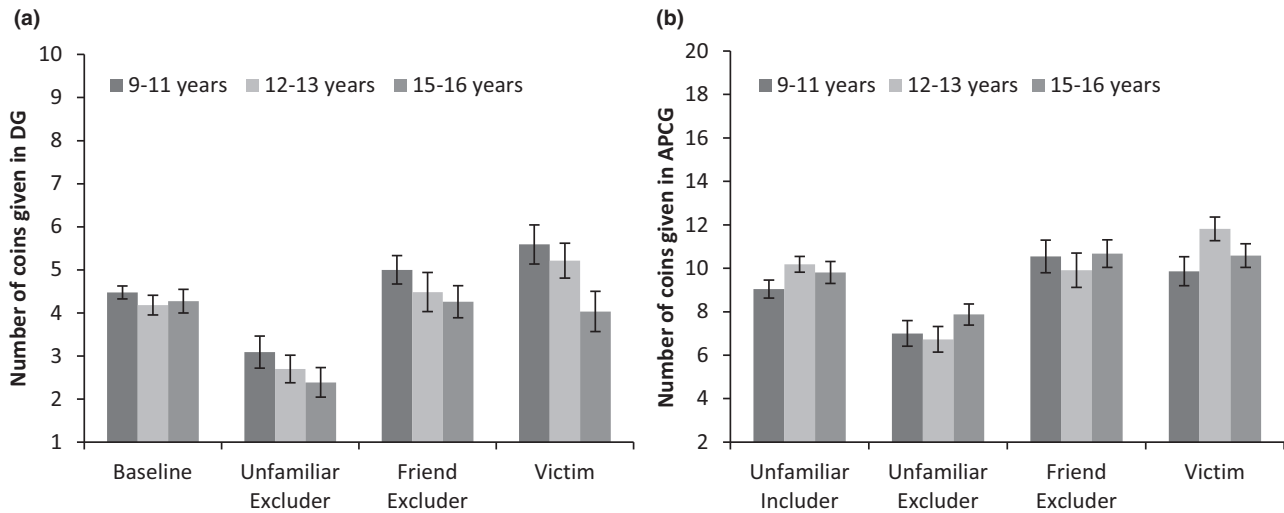 (a)
Number of coins given in DG
10
9
8
7
6
5
4
3
2
1
9-11 years 12-13 years 15-16 years
Baseline
Unfamiliar
Excluder
Friend
Excluder
Victim
(b)
Number of coins given in APCG
20
18
16
14
12
10
8
6
4
2
9-11 years 12-13 years 15-16 years
Unfamiliar
Includer
Unfamiliar
Excluder
Friend
Excluder
Victim